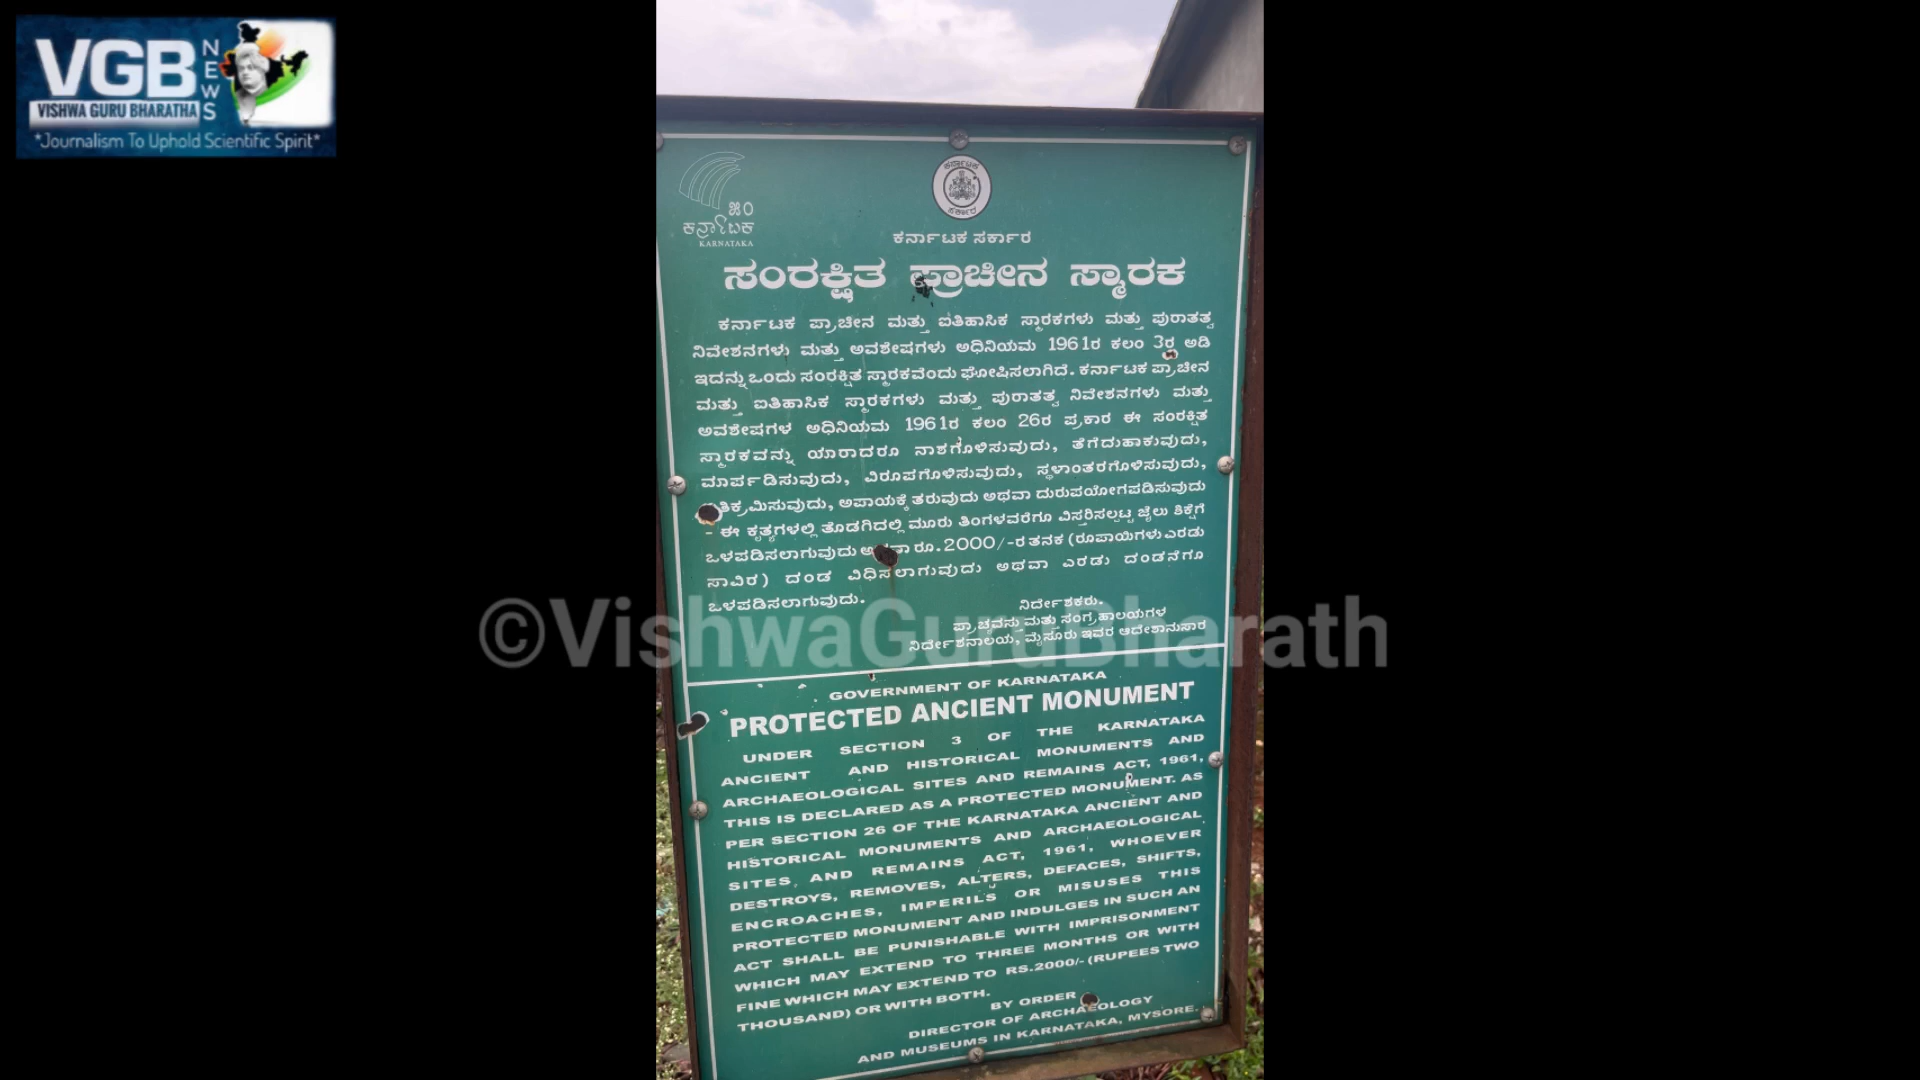 VGB NEWS
VISHWA GURU BHARATHA
"Journalism To Uphold Scientific Spirit"
೫೦
ಕರ್ನಾಟಕ
KARNATAKA
ಕರ್ನಾಟಕ
ಸರ್ಕಾರ
ಕರ್ನಾಟಕ ಸರ್ಕಾರ
ಸಂರಕ್ಷಿತ ಪ್ರಾಚೀನ ಸ್ಮಾರಕ
ಕರ್ನಾಟಕ ಪ್ರಾಚೀನ ಮತ್ತು ಐತಿಹಾಸಿಕ ಸ್ಮಾರಕಗಳು ಮತ್ತು ಪುರಾತತ್ವ
ನಿವೇಶನಗಳು ಮತ್ತು ಅವಶೇಷಗಳು ಅಧಿನಿಯಮ 1961ರ ಕಲಂ 3ರ ಅಡಿ
ಇದನ್ನು ಒಂದು ಸಂರಕ್ಷಿತ ಸ್ಮಾರಕವೆಂದು ಘೋಷಿಸಲಾಗಿದೆ. ಕರ್ನಾಟಕ ಪ್ರಾಚೀನ
ಮತ್ತು ಐತಿಹಾಸಿಕ ಸ್ಮಾರಕಗಳು ಮತ್ತು ಪುರಾತತ್ವ ನಿವೇಶನಗಳು ಮತ್ತು
ಅವಶೇಷಗಳ ಅಧಿನಿಯಮ 1961ರ ಕಲಂ 26ರ ಪ್ರಕಾರ ಈ ಸಂರಕ್ಷಿತ
ಸ್ಮಾರಕವನ್ನು ಯಾರಾದರೂ ನಾಶಗೊಳಿಸುವುದು, ತೆಗೆದುಹಾಕುವುದು,
ಮಾರ್ಪಡಿಸುವುದು, ವಿರೂಪಗೊಳಿಸುವುದು, ಸ್ಥಳಾಂತರಗೊಳಿಸುವುದು,
ತಿಕ್ರಮಿಸುವುದು, ಅಪಾಯಕ್ಕೆ ತರುವುದು ಅಥವಾ ದುರುಪಯೋಗಪಡಿಸುವುದು
- ಈ ಕೃತ್ಯಗಳಲ್ಲಿ ತೊಡಗಿದಲ್ಲಿ ಮೂರು ತಿಂಗಳವರೆಗೂ ವಿಸ್ತರಿಸಲ್ಪಟ್ಟ ಜೈಲು ಶಿಕ್ಷೆಗೆ
ಒಳಪಡಿಸಲಾಗುವುದು ರೂ.2000/-ರ ತನಕ (ರೂಪಾಯಿಗಳು ಎರಡು
ಸಾವಿರ) ದಂಡ ವಿಧಿಸಲಾಗುವುದು ಅಥವಾ ಎರಡು ದಂಡನೆಗೂ
ಒಳಪಡಿಸಲಾಗುವುದು.
ನಿರ್ದೇಶಕರು.
ಪ್ರಾಚ್ಯವಸ್ತು ಮತ್ತು ಸಂಗ್ರಹಾಲಯಗಳ
ನಿರ್ದೇಶನಾಲಯ, ಮೈಸೂರು ಇವರ ಆದೇಶಾನುಸಾರ
©VishwaGuruBharath
GOVERNMENT OF KARNATAKA
PROTECTED ANCIENT MONUMENT
UNDER SECTION 3 OF THE KARNATAKA
ANCIENT AND HISTORICAL MONUMENTS AND
ARCHAEOLOGICAL SITES AND REMAINS ACT, 1961,
THIS IS DECLARED AS A PROTECTED MONUMENT. AS
PER SECTION 26 OF THE KARNATAKA ANCIENT AND
HISTORICAL MONUMENTS AND ARCHAEOLOGICAL
SITES AND REMAINS ACT, 1961, WHOEVER
DESTROYS, REMOVES, ALTERS, DEFACES, SHIFTS,
ENCROACHES, IMPERILS OR MISUSES THIS
PROTECTED MONUMENT AND INDULGES IN SUCH AN
ACT SHALL BE PUNISHABLE WITH IMPRISONMENT
WHICH MAY EXTEND TO THREE MONTHS OR WITH
FINE WHICH MAY EXTEND TO RS.2000/- (RUPEES TWO
THOUSAND) OR WITH BOTH.
BY ORDER
DIRECTOR OF ARCHAEOLOGY
AND MUSEUMS IN KARNATAKA, MYSORE.